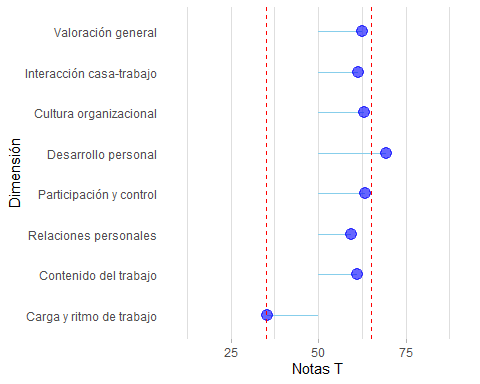 Valoración general
Interacción casa-trabajo
Cultura organizacional
Desarrollo personal
Participación y control
Relaciones personales
Contenido del trabajo
Carga y ritmo de trabajo
Dimensión
25 50 75
Notas T